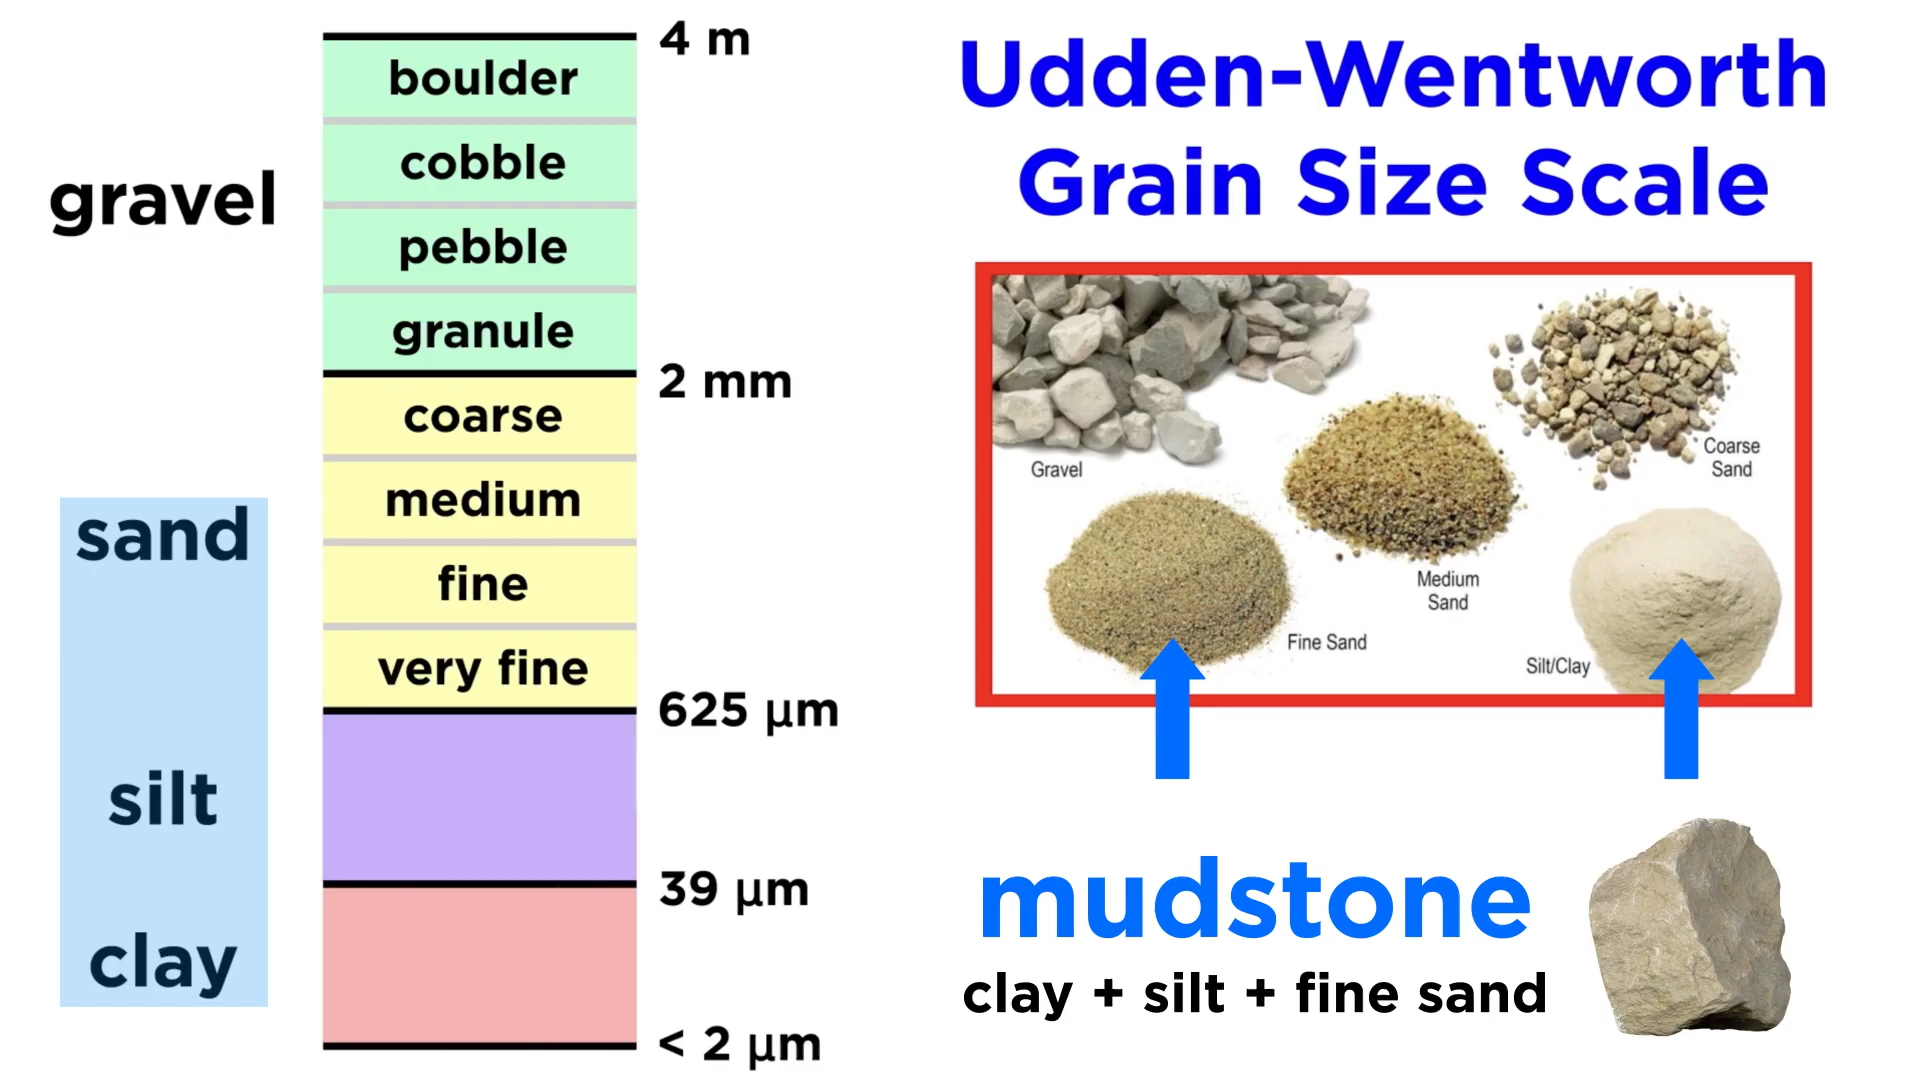 gravel
sand
silt
clay
boulder
cobble
pebble
granule
coarse
medium
fine
very fine
4 m
2 mm
625 μm
39 μm
< 2 μm
Udden-Wentworth
Grain Size Scale
Gravel
Coarse
Sand
Medium
Sand
Fine Sand
Silt/Clay
mudstone
clay + silt + fine sand